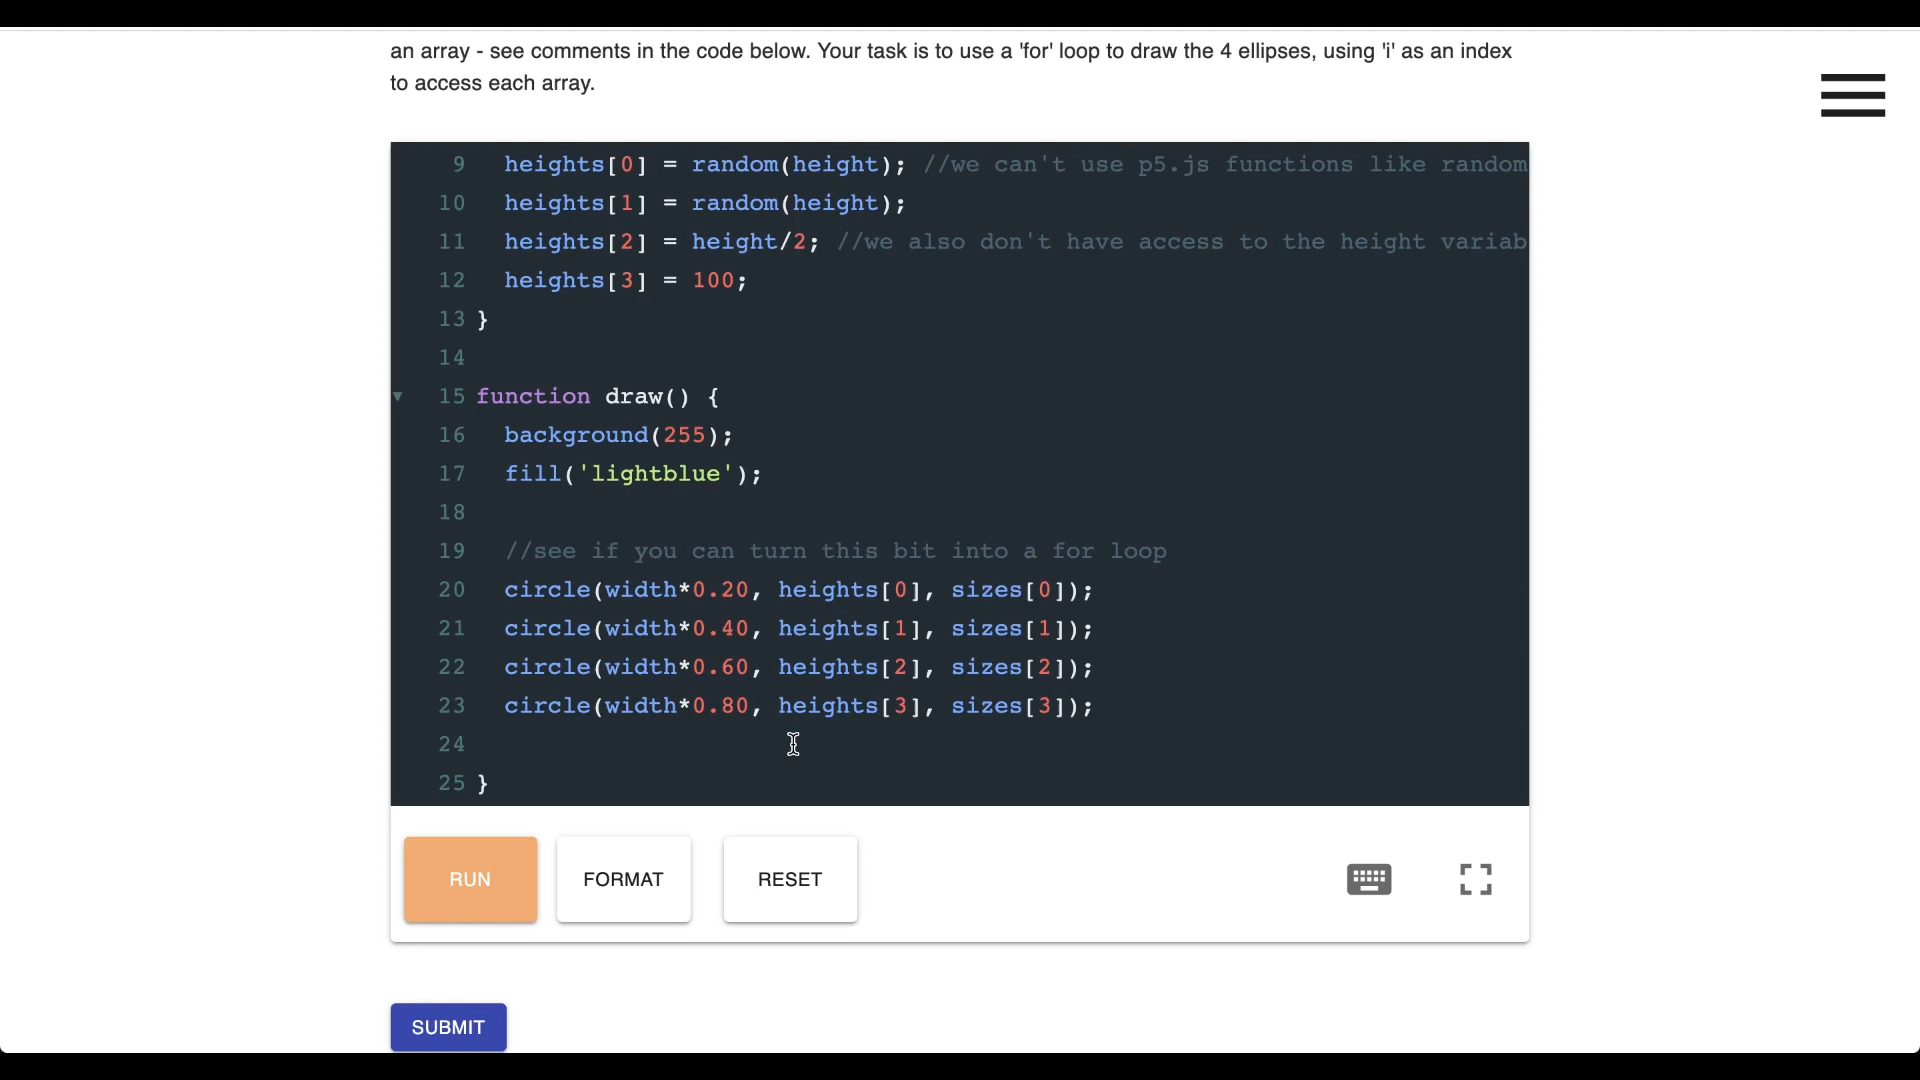 an array - see comments in the code below. Your task is to use a 'for' loop to draw the 4 ellipses, using 'i' as an index
to access each array.
9 heights[0] = random(height); //we can't use p5.js functions like random
10 heights[1] = random(height);
11 heights[2] = height/2; //we also don't have access to the height variab
12 heights[3] = 100;
13 }
14
15 function draw() {
16 background(255);
17 fill('lightblue');
18
19 //see if you can turn this bit into a for loop
20 circle(width*0.20, heights[0], sizes[0]);
21 circle(width*0.40, heights[1], sizes[1]);
22 circle(width*0.60, heights[2], sizes[2]);
23 circle(width*0.80, heights[3], sizes[3]);
24
25 }
RUN FORMAT RESET
SUBMIT